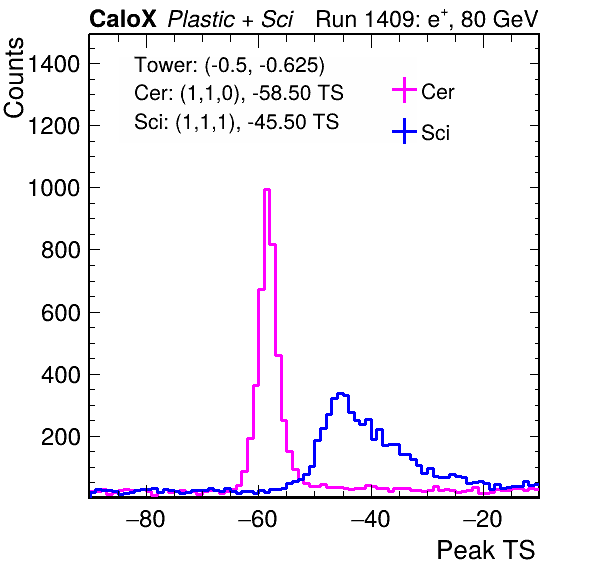 CaloX Plastic + Sci Run 1409: e⁺, 80 GeV
Counts
Tower: (-0.5, -0.625)
Cer: (1,1,0), -58.50 TS
Sci: (1,1,1), -45.50 TS
Cer
Sci
1400
1200
1000
800
600
400
200
−80 −60 −40 −20
Peak TS